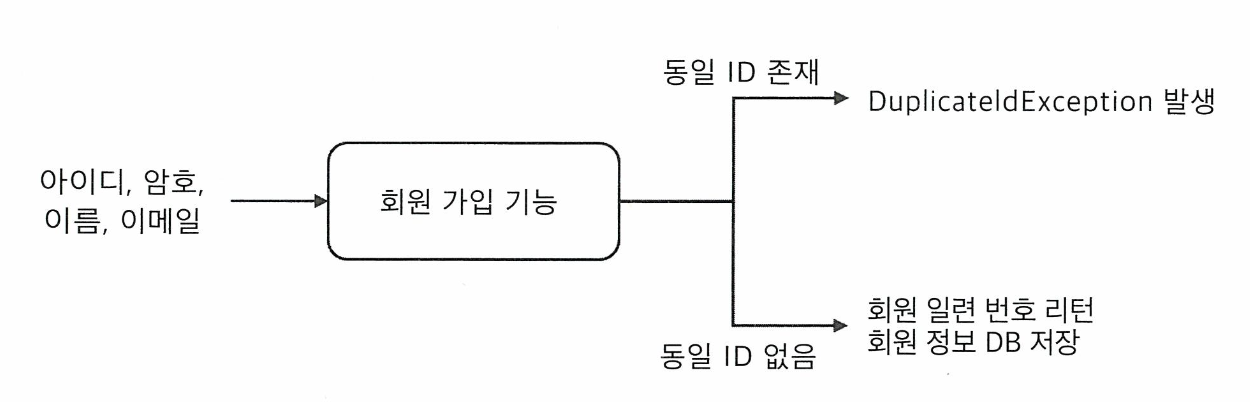 아이디, 암호,
이름, 이메일
회원 가입 기능
동일 ID 존재
DuplicateIdException 발생
동일 ID 없음
회원 일련 번호 리턴
회원 정보 DB 저장